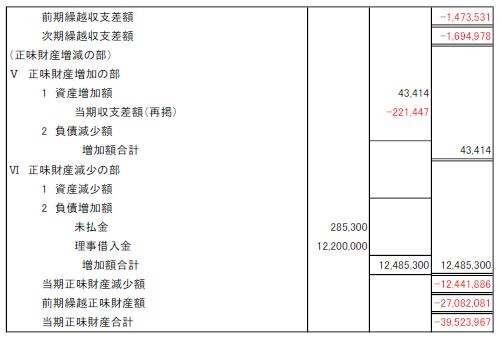 前期繰越収支差額 -1,473,531
次期繰越収支差額 -1,694,978
(正味財産増減の部)
Ⅴ 正味財産増加の部
1 資産増加額 43,414
当期収支差額(再掲) -221,447
2 負債減少額
増加額合計 43,414
Ⅵ 正味財産減少の部
1 資産減少額
2 負債増加額
未払金 285,300
理事借入金 12,200,000
増加額合計 12,485,300 12,485,300
当期正味財産減少額 -12,441,886
前期繰越正味財産額 -27,082,081
当期正味財産合計 -39,523,967